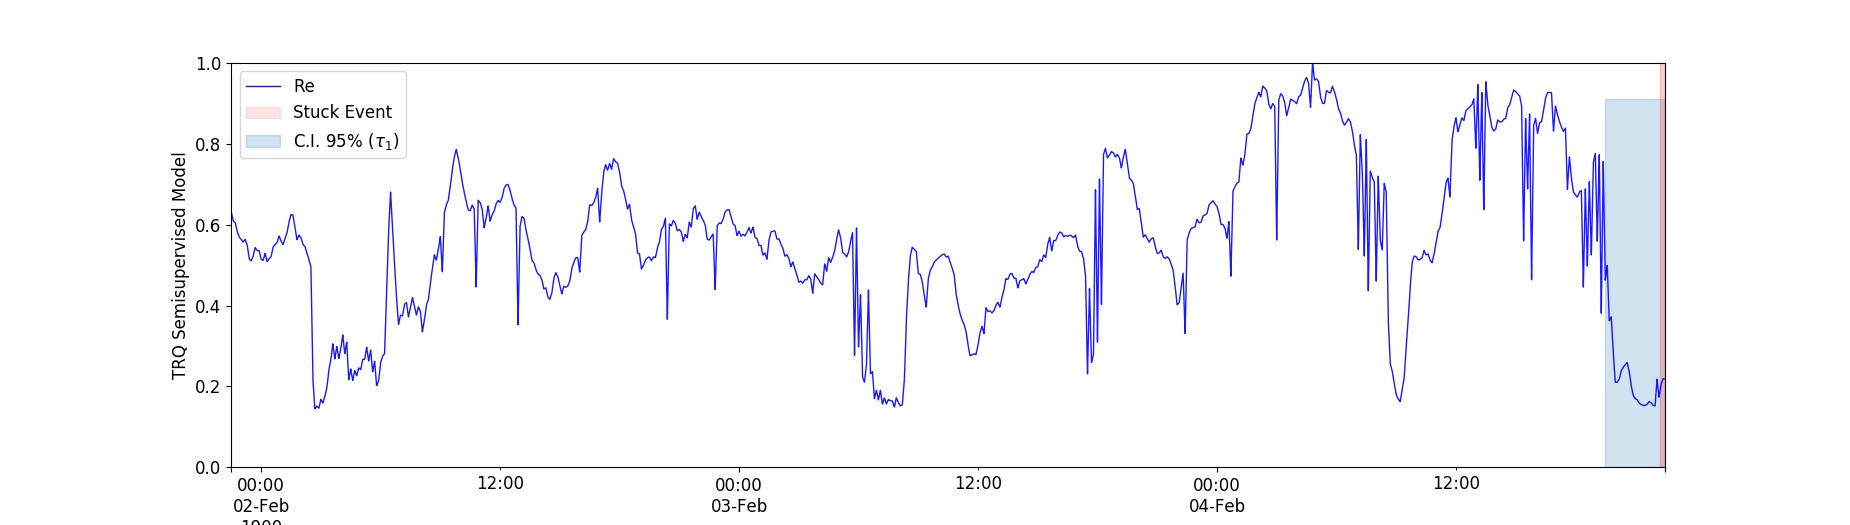 TRQ Semisupervised Model
1.0
0.8
0.6
0.4
0.2
0.0
Re
Stuck Event
C.I. 95% (τ₁)
00:00 12:00 00:00 12:00 00:00 12:00
02-Feb 03-Feb 04-Feb
1900